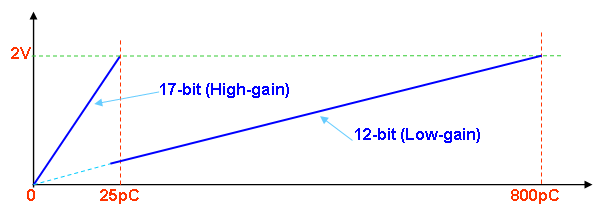 2V
17-bit (High-gain)
12-bit (Low-gain)
0
25pC
800pC